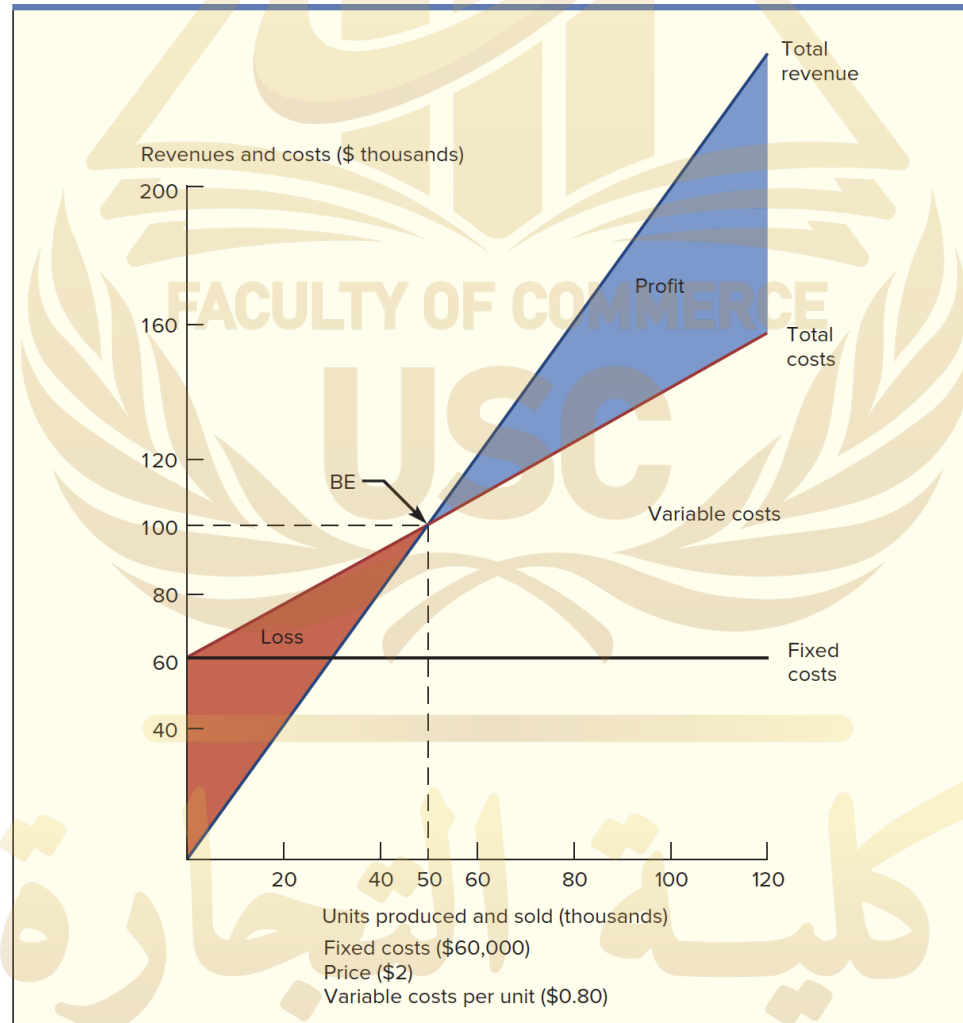 Total
revenue
Revenues and costs ($ thousands)
200
FACULTY OF COMMERCE
Profit
160
Total
costs
USC
120
BE
Variable costs
100
80
Loss
60
Fixed
costs
40
20 40 50 60 80 100 120
كلية التجارة
Units produced and sold (thousands)
Fixed costs ($60,000)
Price ($2)
Variable costs per unit ($0.80)